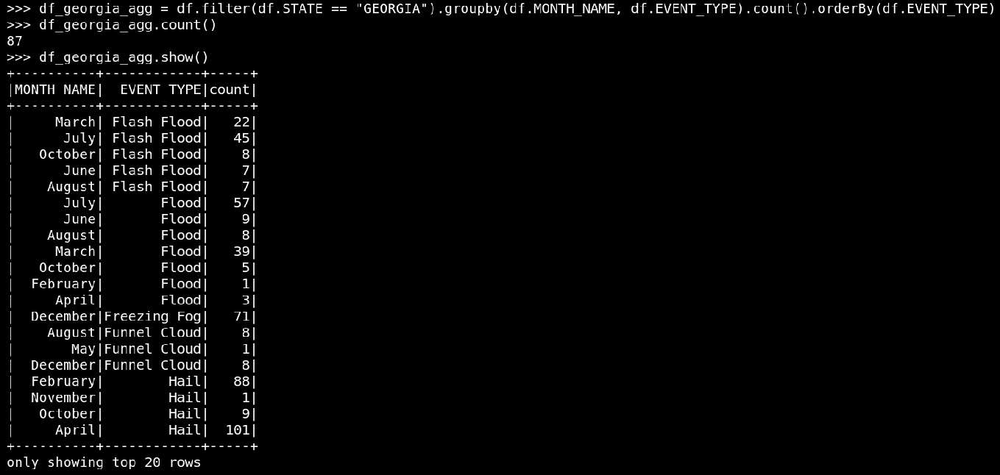 >>> df_georgia_agg = df.filter(df.STATE == "GEORGIA").groupby(df.MONTH_NAME, df.EVENT_TYPE).count().orderBy(df.EVENT_TYPE)
>>> df_georgia_agg.count()
87
>>> df_georgia_agg.show()
+----------+------------+-----+
|MONTH_NAME|  EVENT_TYPE|count|
+----------+------------+-----+
|     March| Flash Flood|   22|
|      July| Flash Flood|   45|
|   October| Flash Flood|    8|
|      June| Flash Flood|    7|
|    August| Flash Flood|    7|
|      July|       Flood|   57|
|      June|       Flood|    9|
|    August|       Flood|    8|
|     March|       Flood|   39|
|   October|       Flood|    5|
|  February|       Flood|    1|
|     April|       Flood|    3|
|  December|Freezing Fog|   71|
|    August|Funnel Cloud|    8|
|       May|Funnel Cloud|    1|
|  December|Funnel Cloud|    8|
|  February|        Hail|   88|
|  November|        Hail|    1|
|   October|        Hail|    9|
|     April|        Hail|  101|
+----------+------------+-----+
only showing top 20 rows